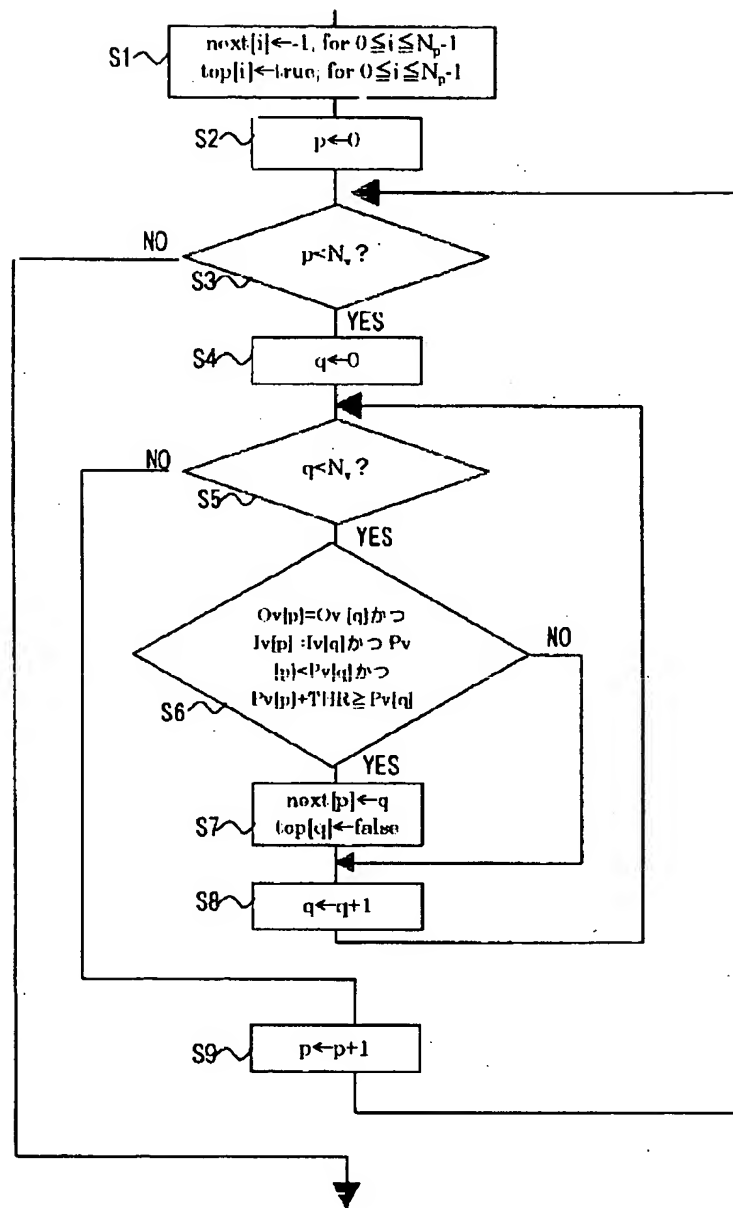 S1
next[i]←-1, for 0≦i≦Np-1
top[i]←true, for 0≦i≦Np-1
S2
p←0
NO
p<Nv?
S3
YES
S4
q←0
NO
q<Nv?
S5
YES
Ov[p]=Ov[q]かつ
Iv[p]=Iv[q]かつ Pv
[p]<Pv[q]かつ
Pv[p]+THR≧Pv[q]
NO
S6
YES
S7
next[p]←q
top[q]←false
S8
q←q+1
S9
p←p+1